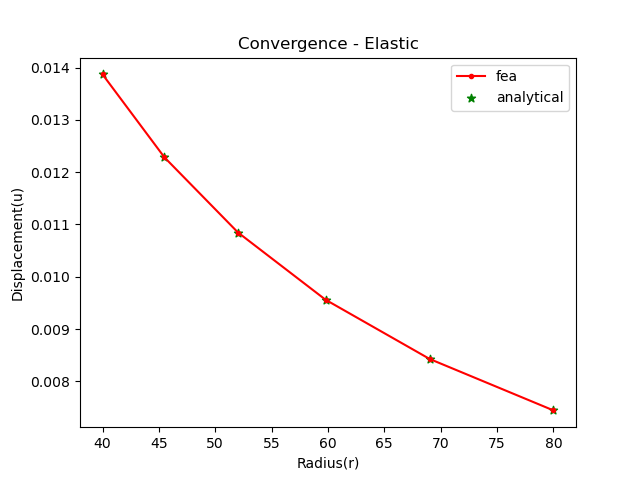 Convergence - Elastic
fea
analytical
0.014
0.013
0.012
0.011
0.010
0.009
0.008
Displacement(u)
40 45 50 55 60 65 70 75 80
Radius(r)